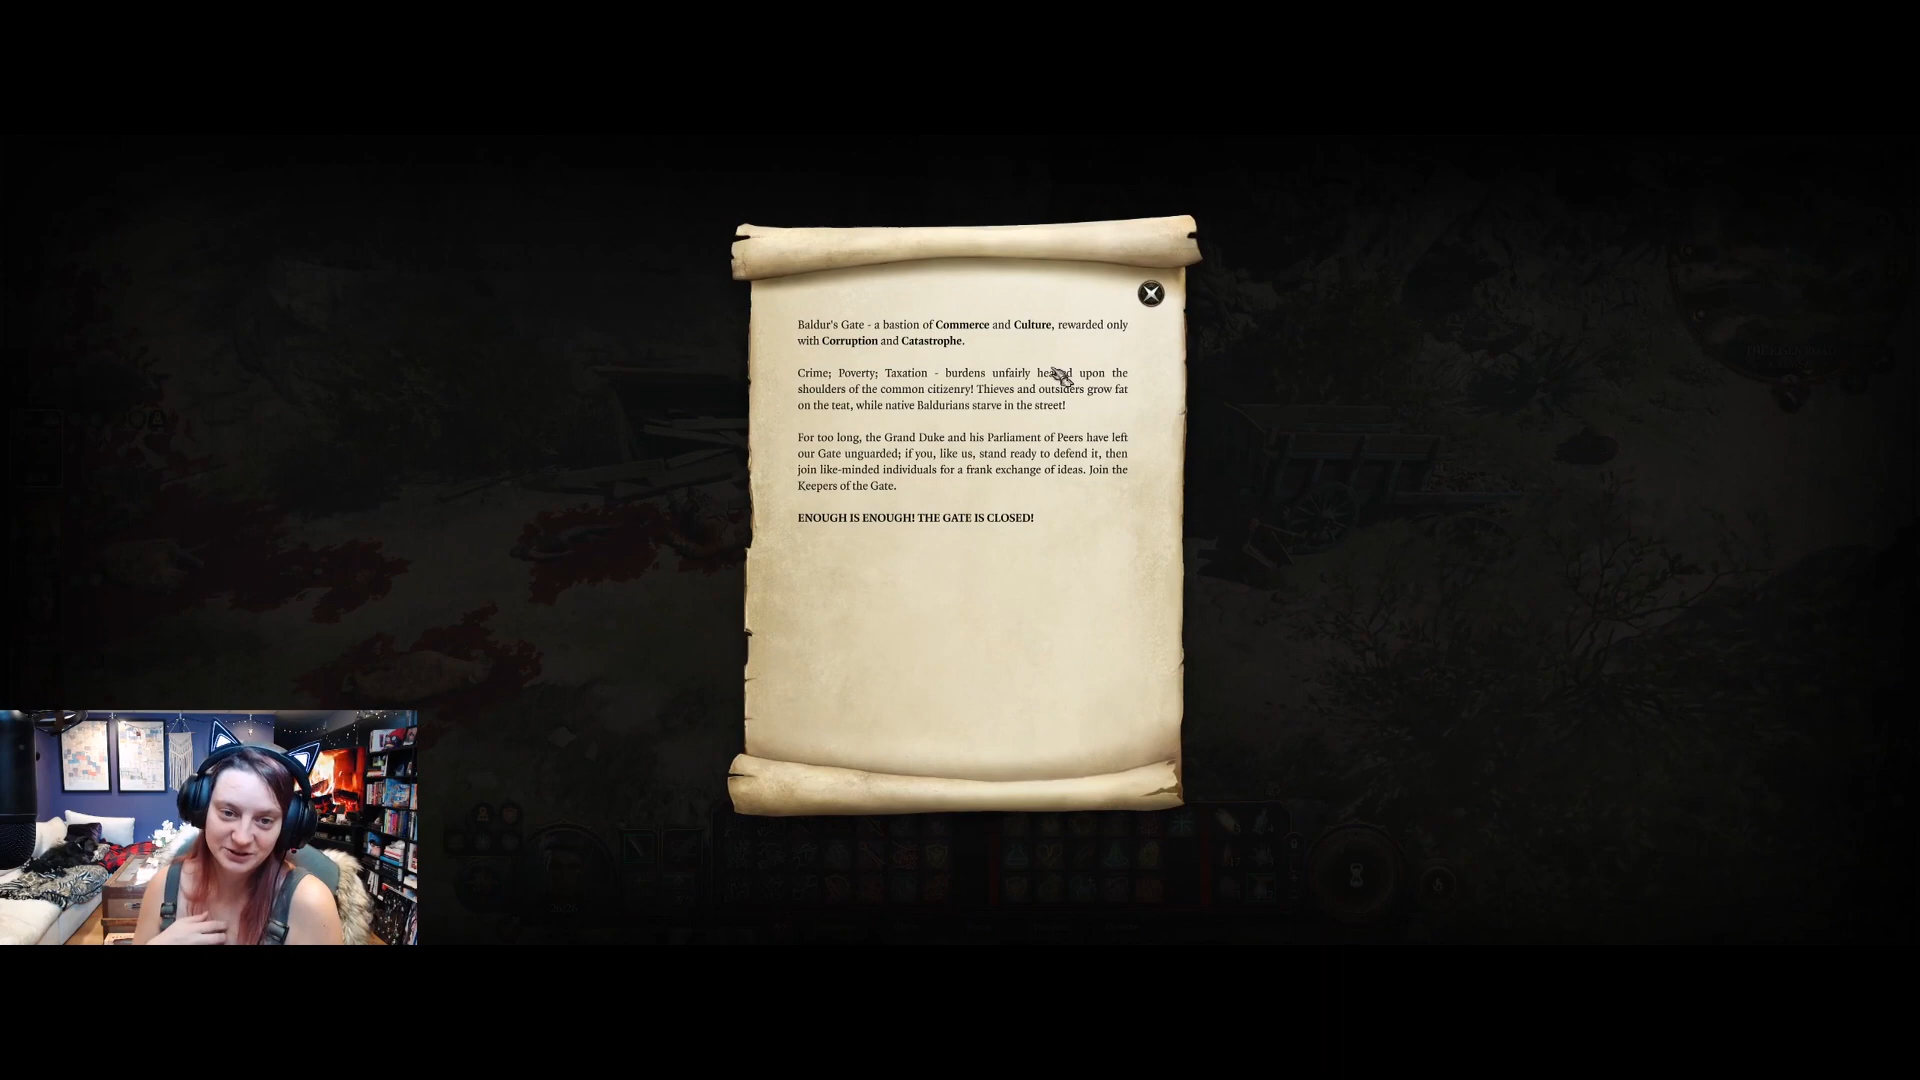 Baldur's Gate - a bastion of Commerce and Culture, rewarded only
with Corruption and Catastrophe.
Crime; Poverty; Taxation - burdens unfairly upon the
shoulders of the common citizenry! Thieves and outsiders grow fat
on the teat, while native Baldurians starve in the street!
For too long, the Grand Duke and his Parliament of Peers have left
our Gate unguarded; if you, like us, stand ready to defend it, then
join like-minded individuals for a frank exchange of ideas. Join the
Keepers of the Gate.
ENOUGH IS ENOUGH! THE GATE IS CLOSED!